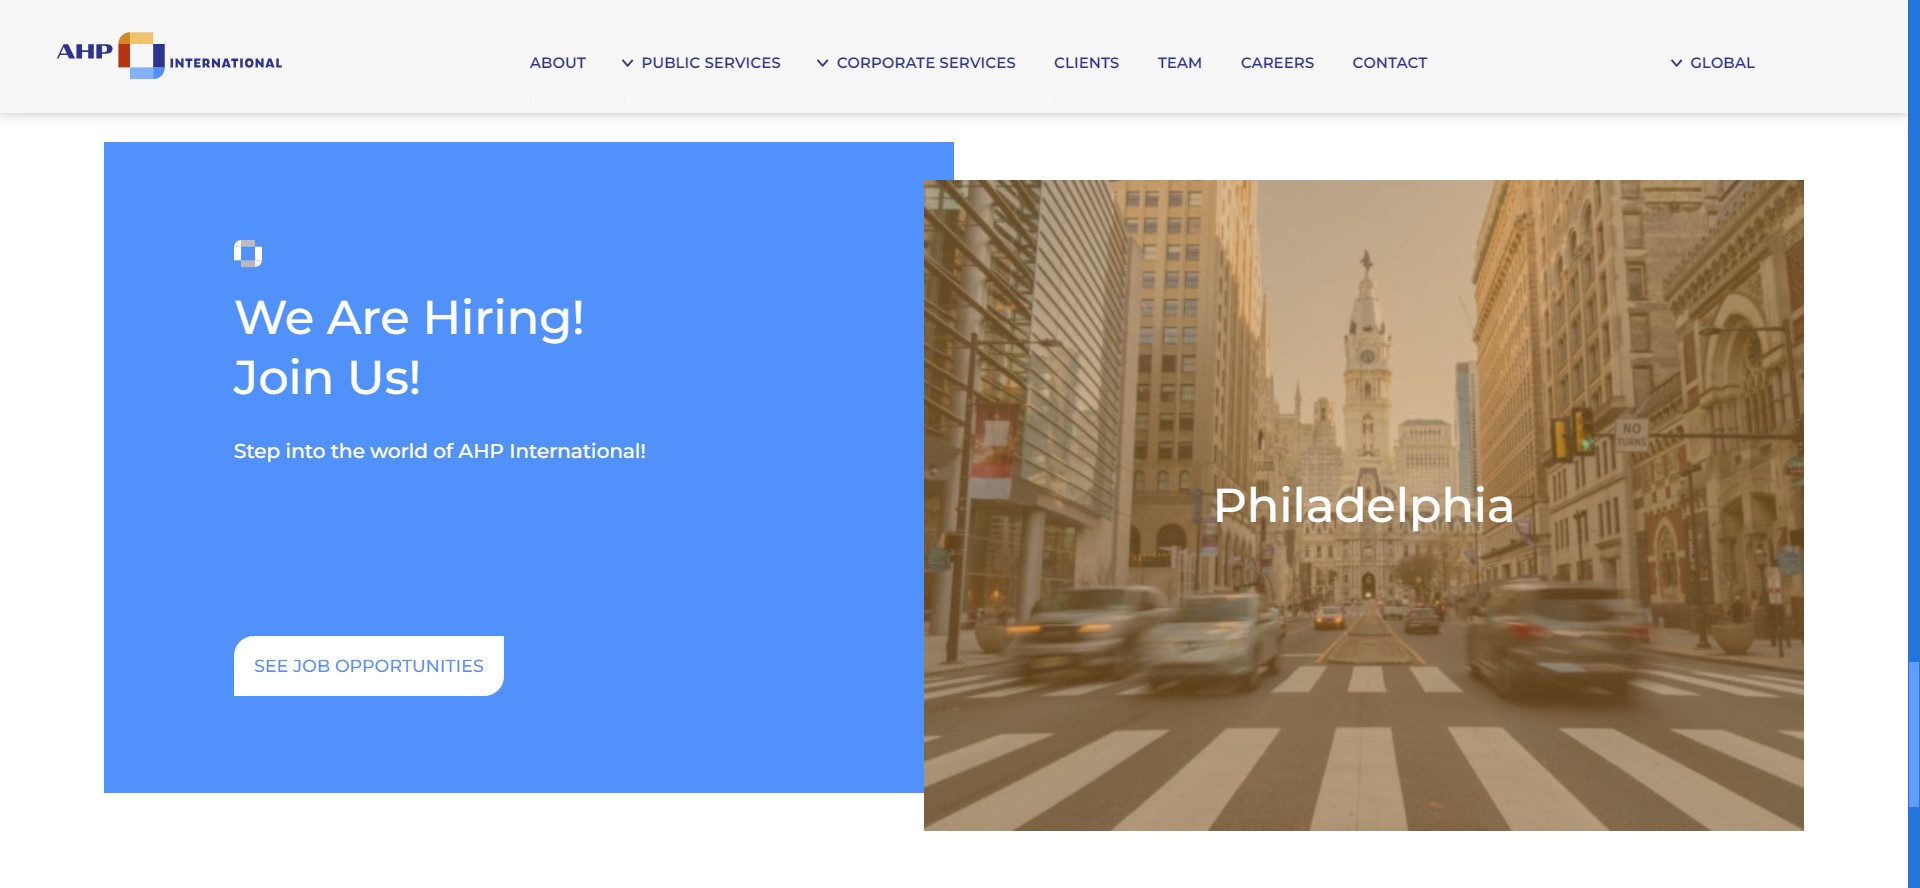 AHP INTERNATIONAL
ABOUT
PUBLIC SERVICES
CORPORATE SERVICES
CLIENTS
TEAM
CAREERS
CONTACT
GLOBAL
We Are Hiring!
Join Us!
Step into the world of AHP International!
SEE JOB OPPORTUNITIES
NO
TURNS
Philadelphia